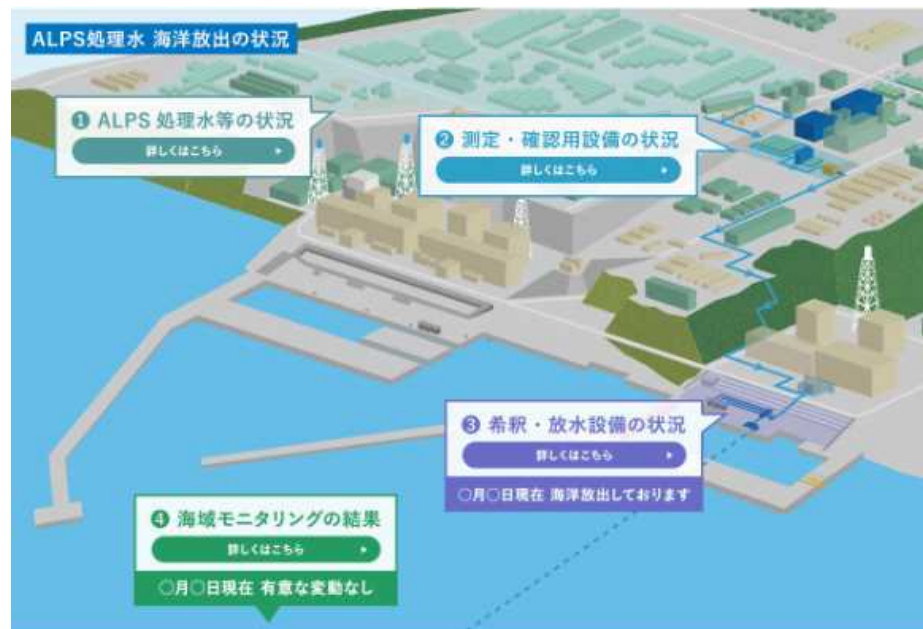 ALPS処理水 海洋放出の状況
❶ ALPS 処理水等の状況
詳しくはこちら
❷ 測定・確認用設備の状況
詳しくはこちら
❸ 希釈・放水設備の状況
詳しくはこちら
○月○日現在 海洋放出しております
❹ 海域モニタリングの結果
詳しくはこちら
○月○日現在 有意な変動なし